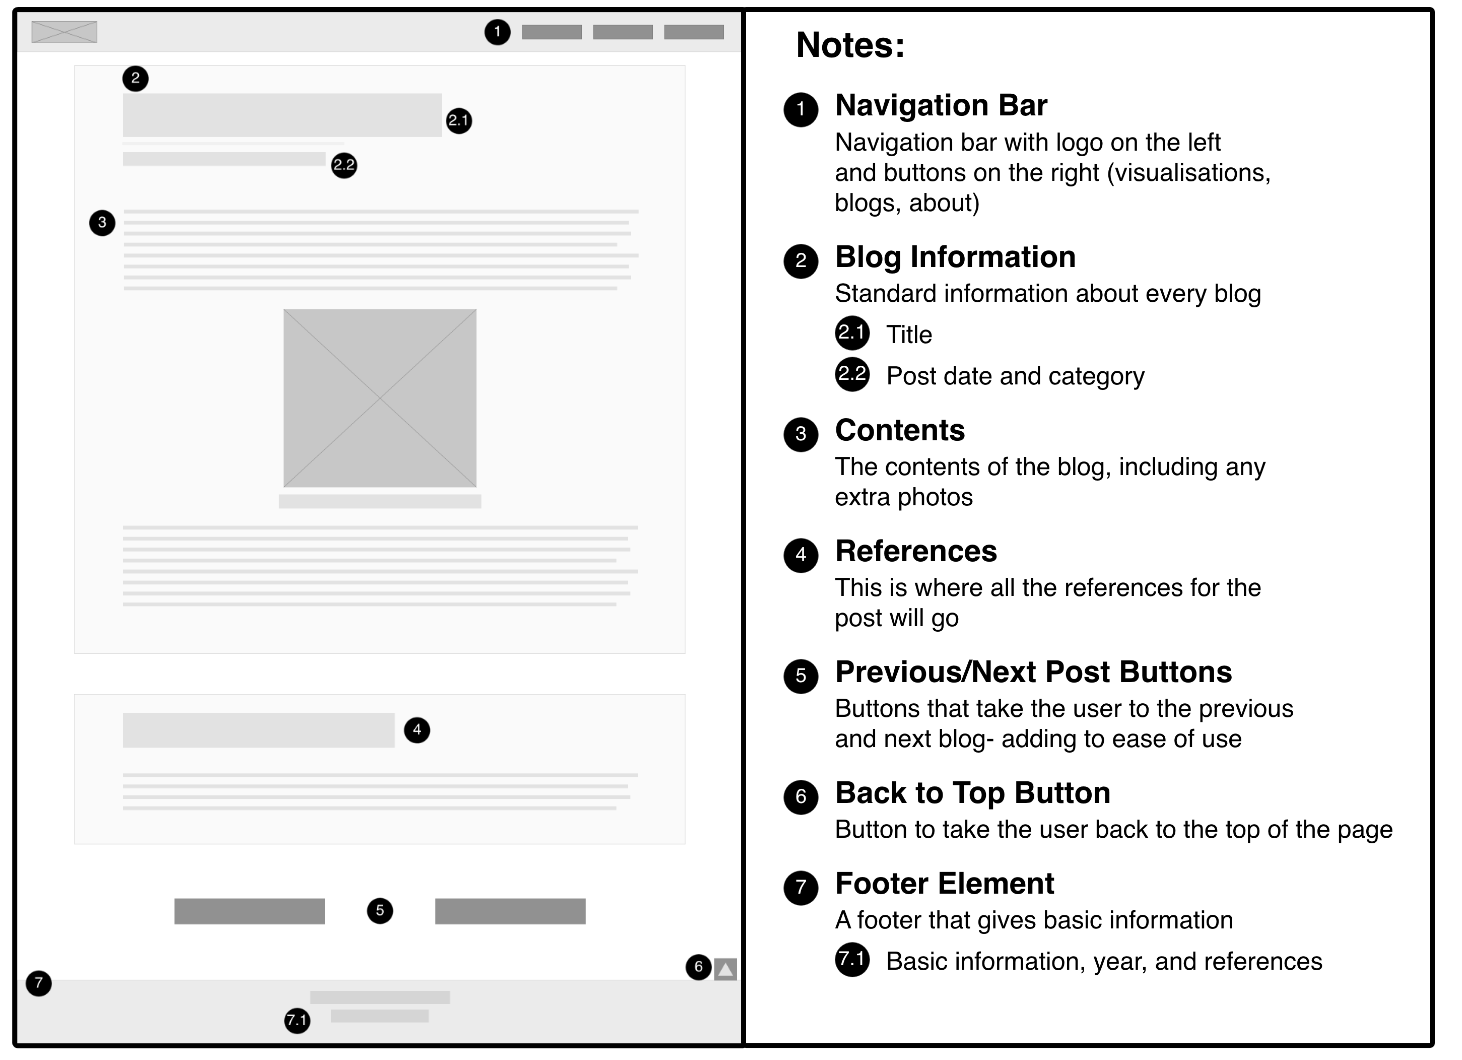 1
2
2.1
2.2
3
4
5
6
7
7.1
Notes:
1 Navigation Bar
Navigation bar with logo on the left
and buttons on the right (visualisations,
blogs, about)
2 Blog Information
Standard information about every blog
2.1 Title
2.2 Post date and category
3 Contents
The contents of the blog, including any
extra photos
4 References
This is where all the references for the
post will go
5 Previous/Next Post Buttons
Buttons that take the user to the previous
and next blog- adding to ease of use
6 Back to Top Button
Button to take the user back to the top of the page
7 Footer Element
A footer that gives basic information
7.1 Basic information, year, and references